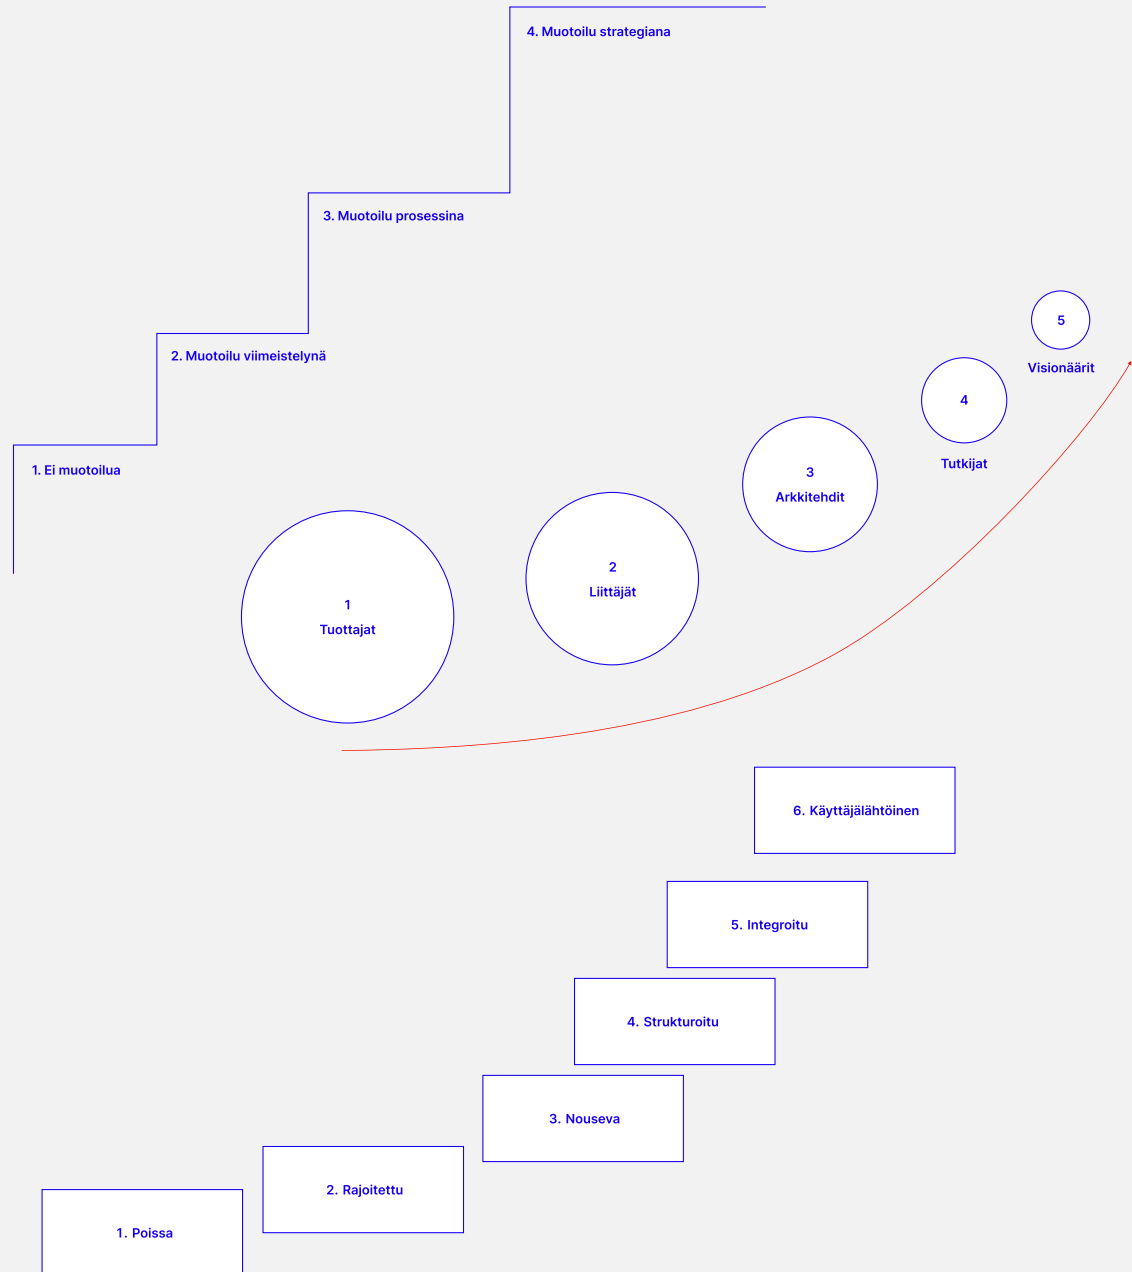 4. Muotoilu strategiana
3. Muotoilu prosessina
2. Muotoilu viimeistelynä
1. Ei muotoilua
5
Visionäärit
4
Tutkijat
3
Arkkitehdit
2
Liittäjät
1
Tuottajat
6. Käyttäjälähtöinen
5. Integroitu
4. Strukturoitu
3. Nouseva
2. Rajoitettu
1. Poissa